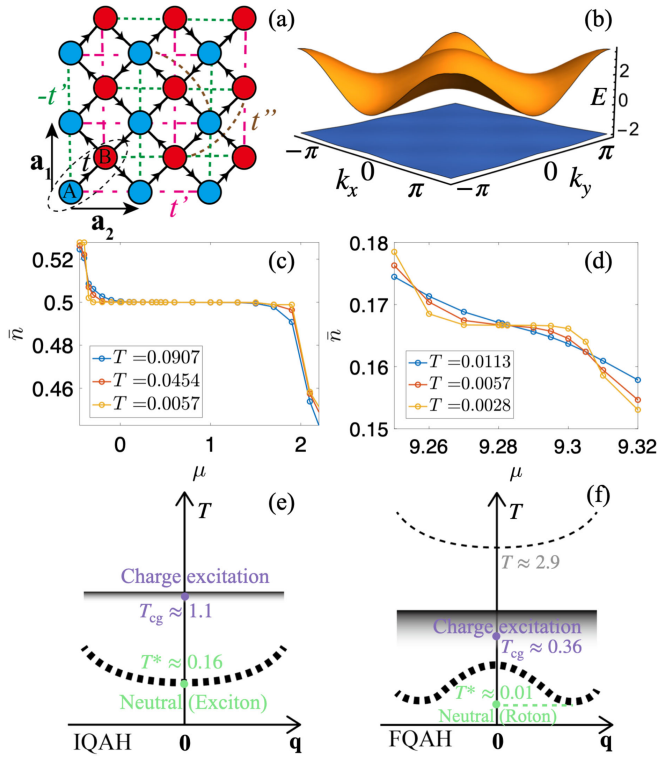 (a)
(b)
-t'
t''
a₁
t
B
A
a₂
t'
2
E
0
−2
−π
0
π
−π
0
π
kₓ
k_y
(c)
(d)
0.52
0.5
0.48
0.46
n̄
T = 0.0907
T = 0.0454
T = 0.0057
0 1 2
μ
0.18
0.17
0.16
0.15
n̄
T = 0.0113
T = 0.0057
T = 0.0028
9.26 9.28 9.3 9.32
μ
(e)
T
Charge excitation
T_cg ≈ 1.1
T* ≈ 0.16
Neutral (Exciton)
IQAH 0 q
(f)
T
T ≈ 2.9
Charge excitation
T_cg ≈ 0.36
T* ≈ 0.01
Neutral (Roton)
FQAH 0 q